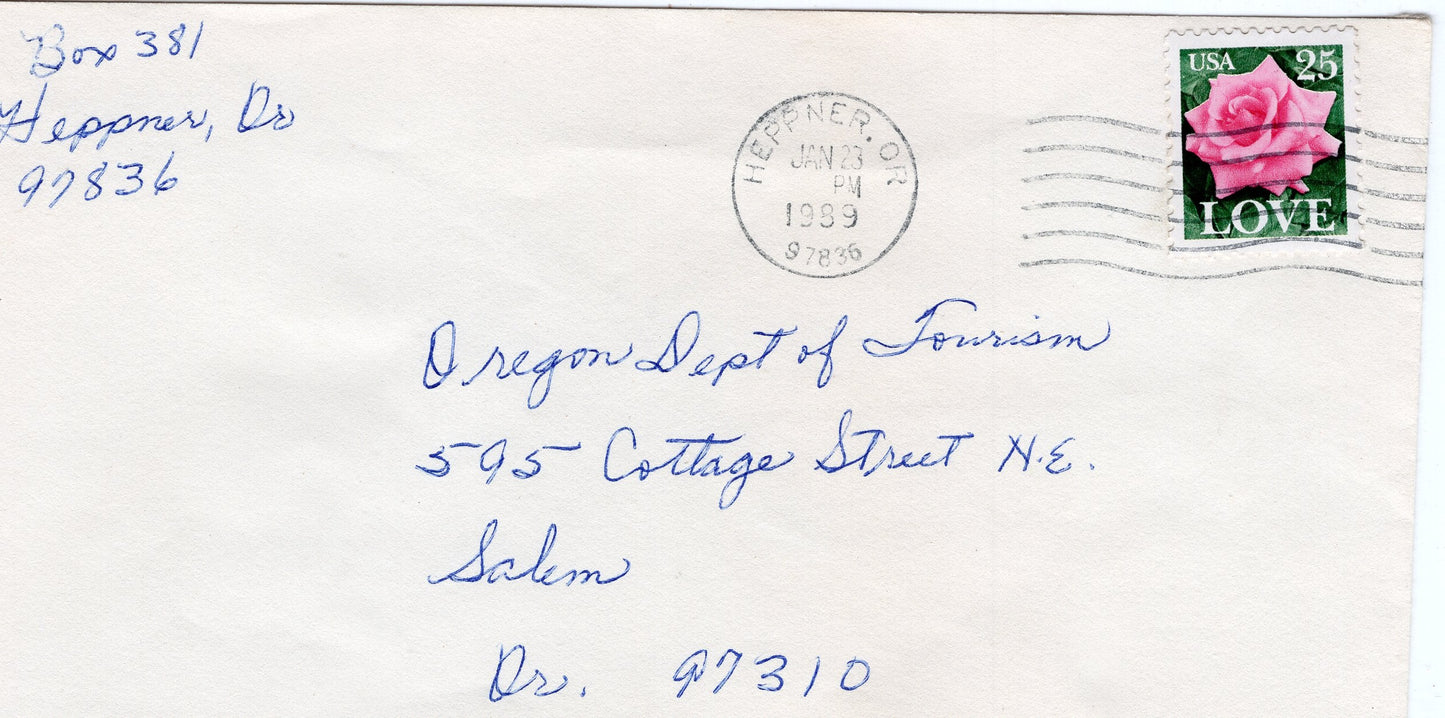 Box 381
Heppner, Or
97836
HEPPNER, OR
JAN 23
PM
1989
97836
USA 25
LOVE
Oregon Dept of Tourism
595 Cottage Street N.E.
Salem
Or. 97310